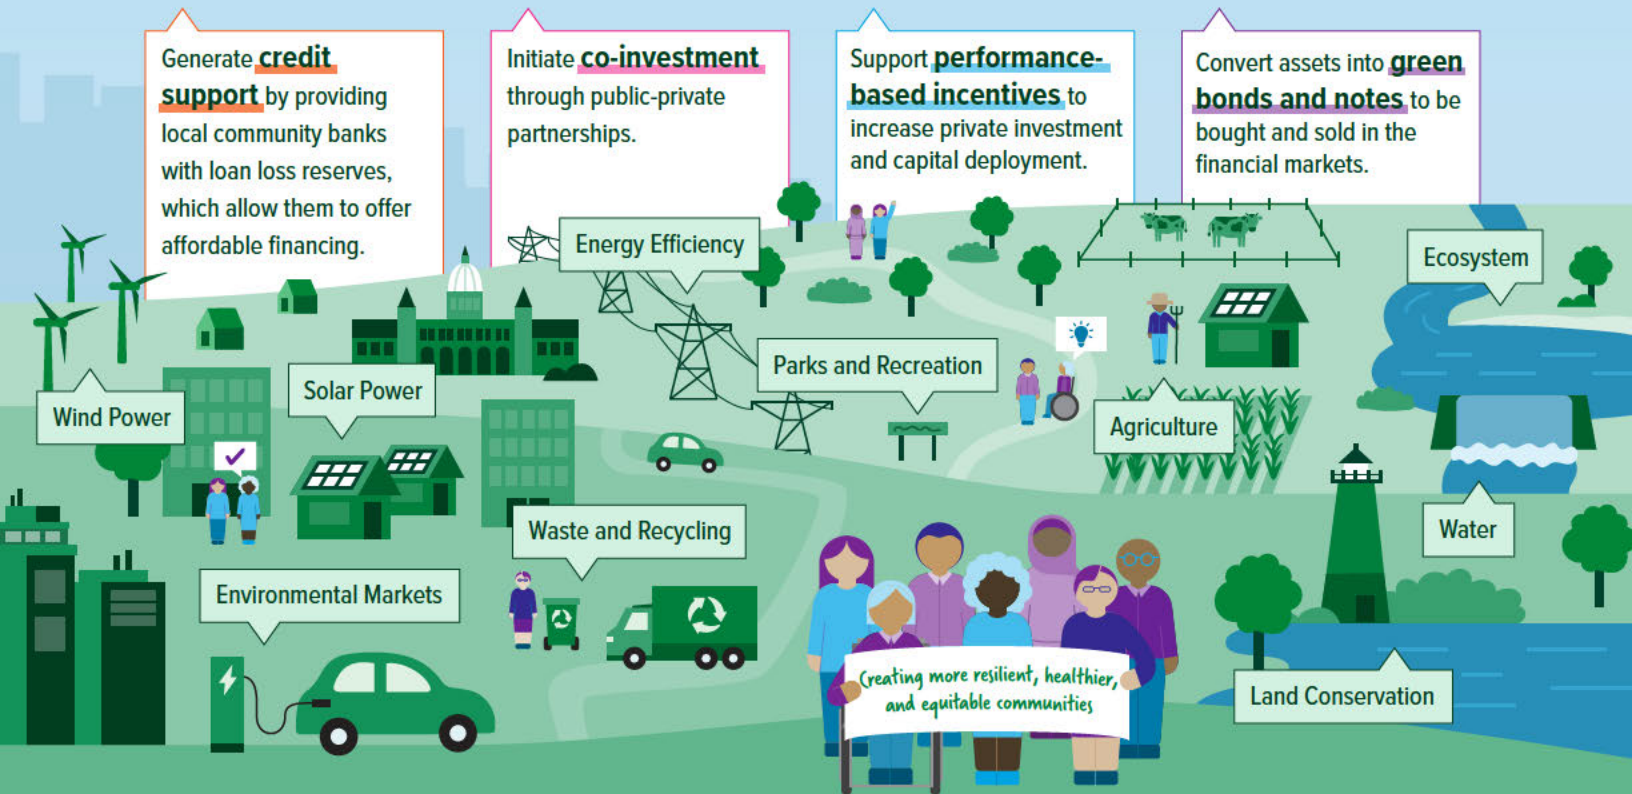 Generate credit
support by providing
local community banks
with loan loss reserves,
which allow them to offer
affordable financing.
Initiate co-investment
through public-private
partnerships.
Support performance-
based incentives to
increase private investment
and capital deployment.
Convert assets into green
bonds and notes to be
bought and sold in the
financial markets.
Energy Efficiency
Ecosystem
Parks and Recreation
Solar Power
Wind Power
Agriculture
Waste and Recycling
Water
Environmental Markets
Creating more resilient, healthier,
and equitable communities
Land Conservation